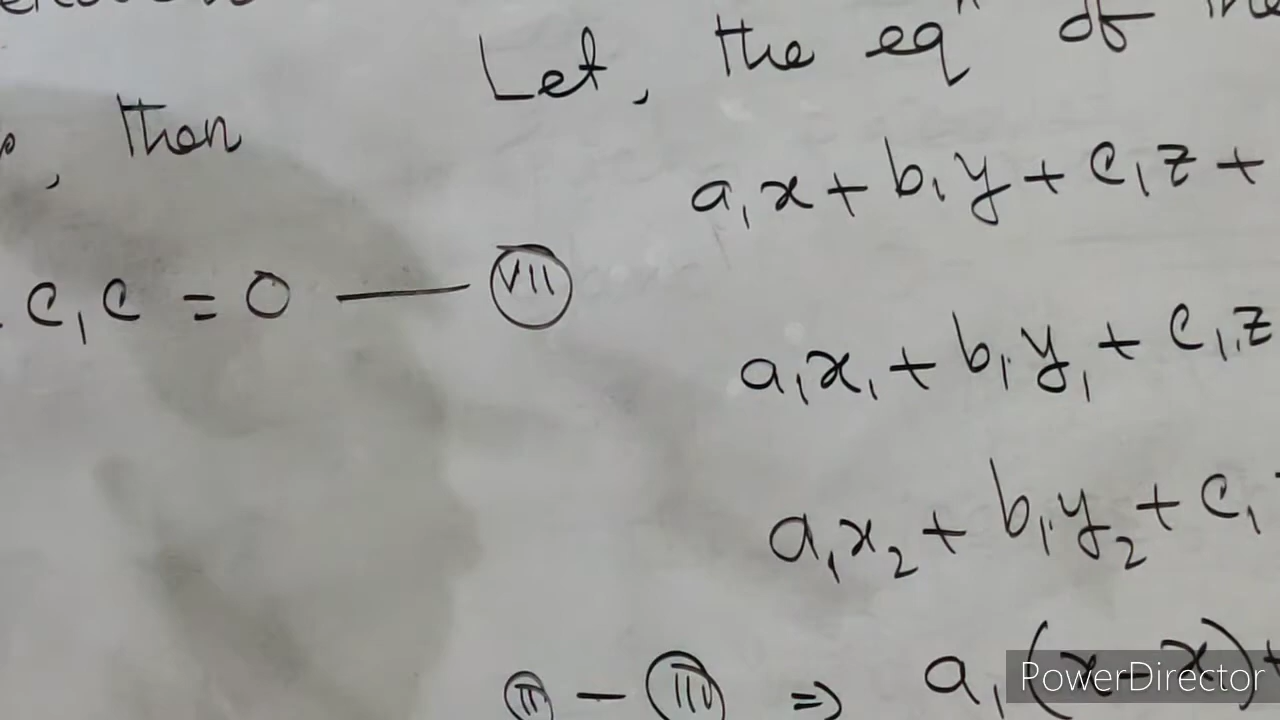 Let, the eqⁿ of the
, then
a₁x + b₁y + c₁z +
c₁c = 0 — VII
a₁x₁ + b₁y₁ + c₁z
a₁x₂ + b₁y₂ + c₁
II — III ⇒ a₁(x-x)+
PowerDirector